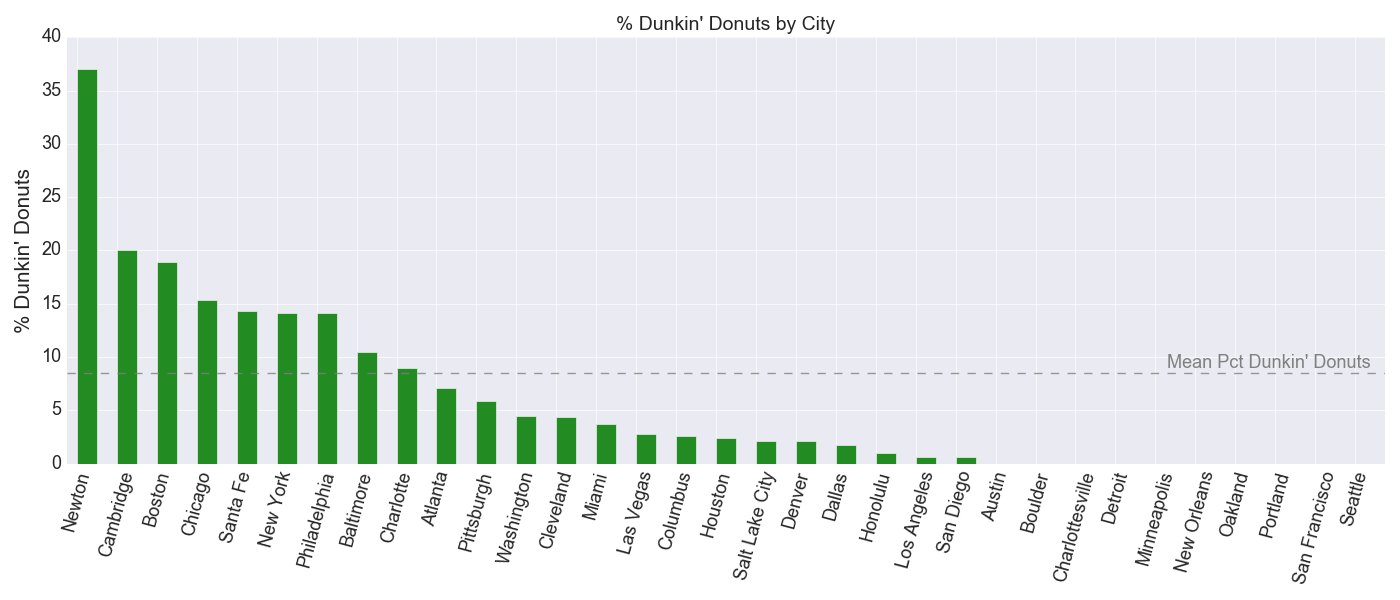 % Dunkin' Donuts by City
40
35
30
25
20
15
10
5
0
% Dunkin' Donuts
Mean Pct Dunkin' Donuts
Newton
Cambridge
Boston
Chicago
Santa Fe
New York
Philadelphia
Baltimore
Charlotte
Atlanta
Pittsburgh
Washington
Cleveland
Miami
Las Vegas
Columbus
Houston
Salt Lake City
Denver
Dallas
Honolulu
Los Angeles
San Diego
Austin
Boulder
Charlottesville
Detroit
Minneapolis
New Orleans
Oakland
Portland
San Francisco
Seattle